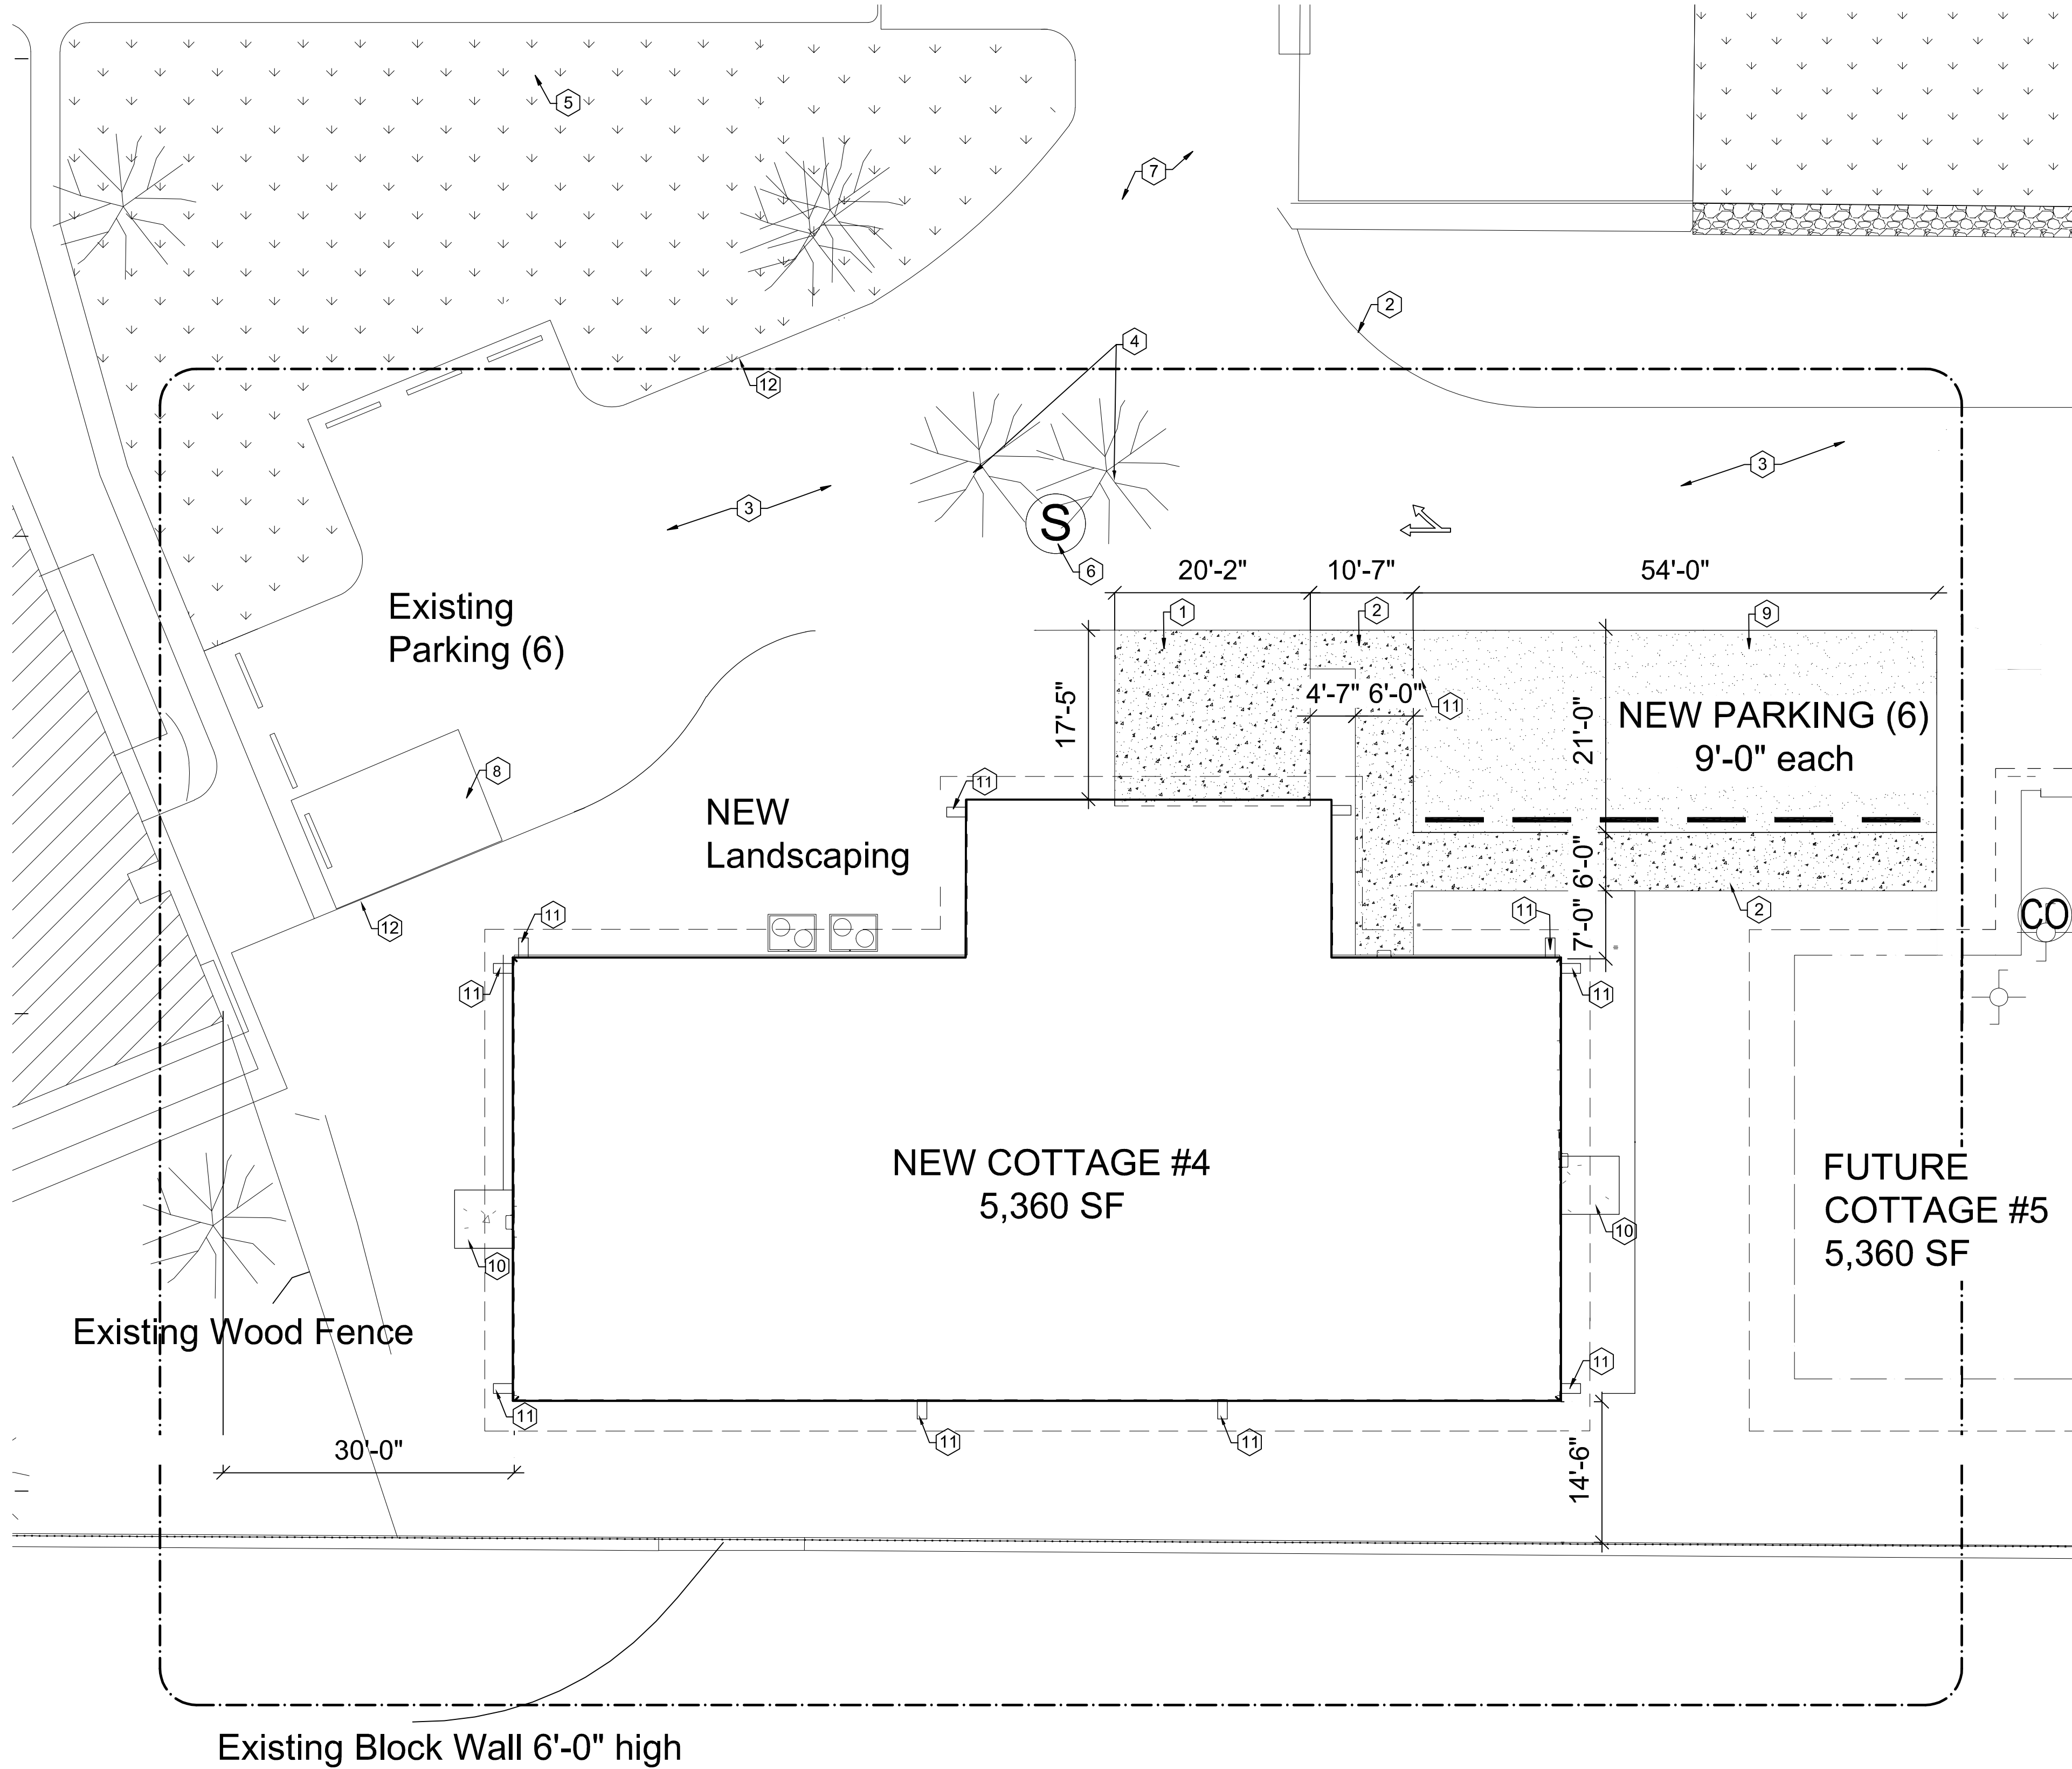 5
7
2
4
12
3
3
S
6
20'-2"
10'-7"
54'-0"
Existing
Parking (6)
1
2
9
17'-5"
4'-7"
6'-0"
11
21'-0"
NEW PARKING (6)
9'-0" each
8
11
NEW
Landscaping
6'-0"
12
11
11
7'-0"
2
CO
11
11
NEW COTTAGE #4
5,360 SF
FUTURE
COTTAGE #5
5,360 SF
10
10
Existing Wood Fence
11
11
11
11
30'-0"
14'-6"
Existing Block Wall 6'-0" high